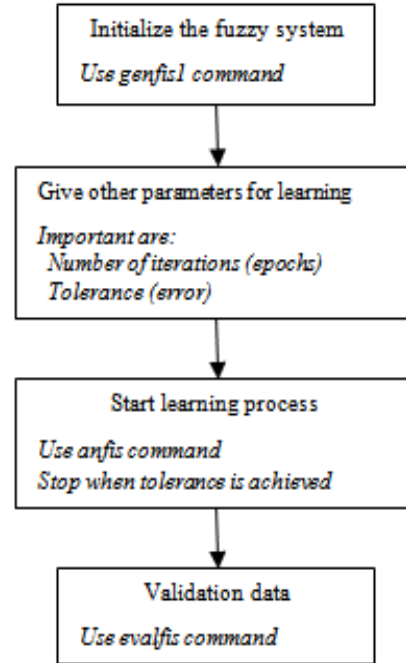 Initialize the fuzzy system
Use genfis1 command
Give other parameters for learning
Important are:
Number of iterations (epochs)
Tolerance (error)
Start learning process
Use anfis command
Stop when tolerance is achieved
Validation data
Use evalfis command